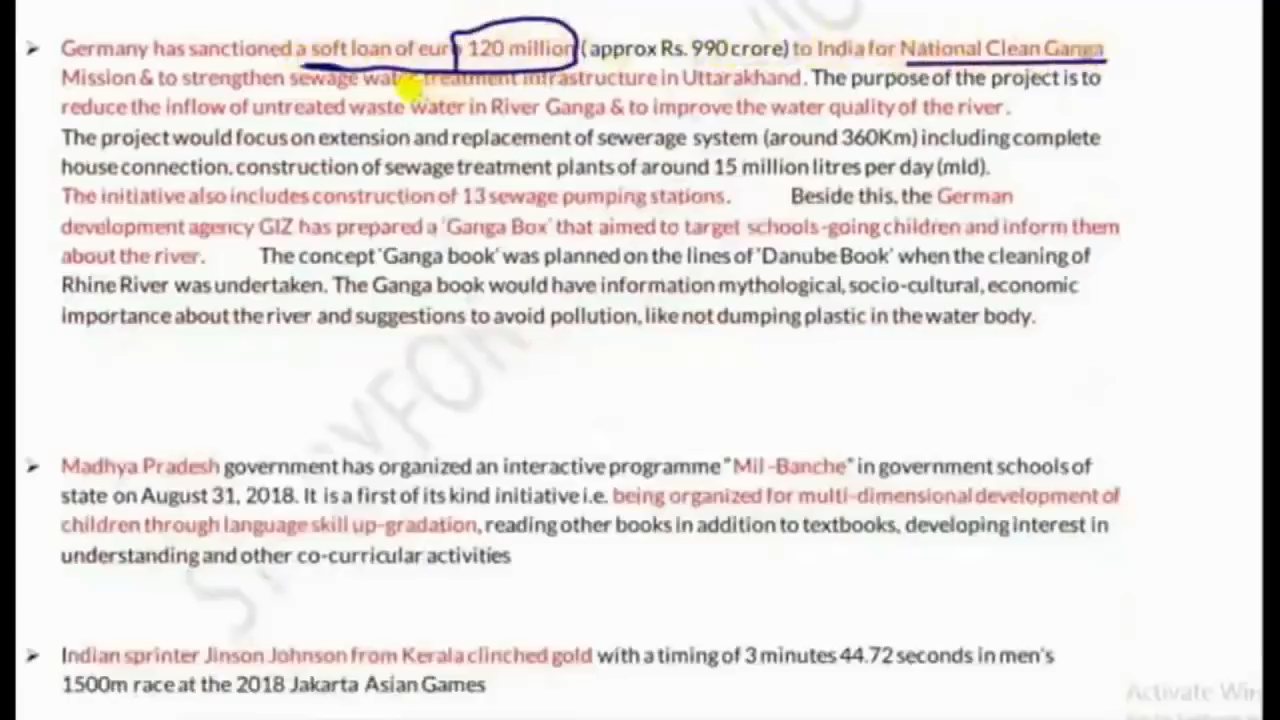 ➢ Germany has sanctioned a soft loan of euro 120 million (approx Rs. 990 crore) to India for National Clean Ganga
Mission & to strengthen sewage water treatment infrastructure in Uttarakhand. The purpose of the project is to
reduce the inflow of untreated waste water in River Ganga & to improve the water quality of the river.
The project would focus on extension and replacement of sewerage system (around 360Km) including complete
house connection, construction of sewage treatment plants of around 15 million litres per day (mld).
The initiative also includes construction of 13 sewage pumping stations. Beside this, the German
development agency GIZ has prepared a 'Ganga Box' that aimed to target schools-going children and inform them
about the river. The concept 'Ganga book' was planned on the lines of 'Danube Book' when the cleaning of
Rhine River was undertaken. The Ganga book would have information mythological, socio-cultural, economic
importance about the river and suggestions to avoid pollution, like not dumping plastic in the water body.
➢ Madhya Pradesh government has organized an interactive programme "Mil -Banche" in government schools of
state on August 31, 2018. It is a first of its kind initiative i.e. being organized for multi-dimensional development of
children through language skill up-gradation, reading other books in addition to textbooks, developing interest in
understanding and other co-curricular activities
➢ Indian sprinter Jinson Johnson from Kerala clinched gold with a timing of 3 minutes 44.72 seconds in men's
1500m race at the 2018 Jakarta Asian Games
Activate Win